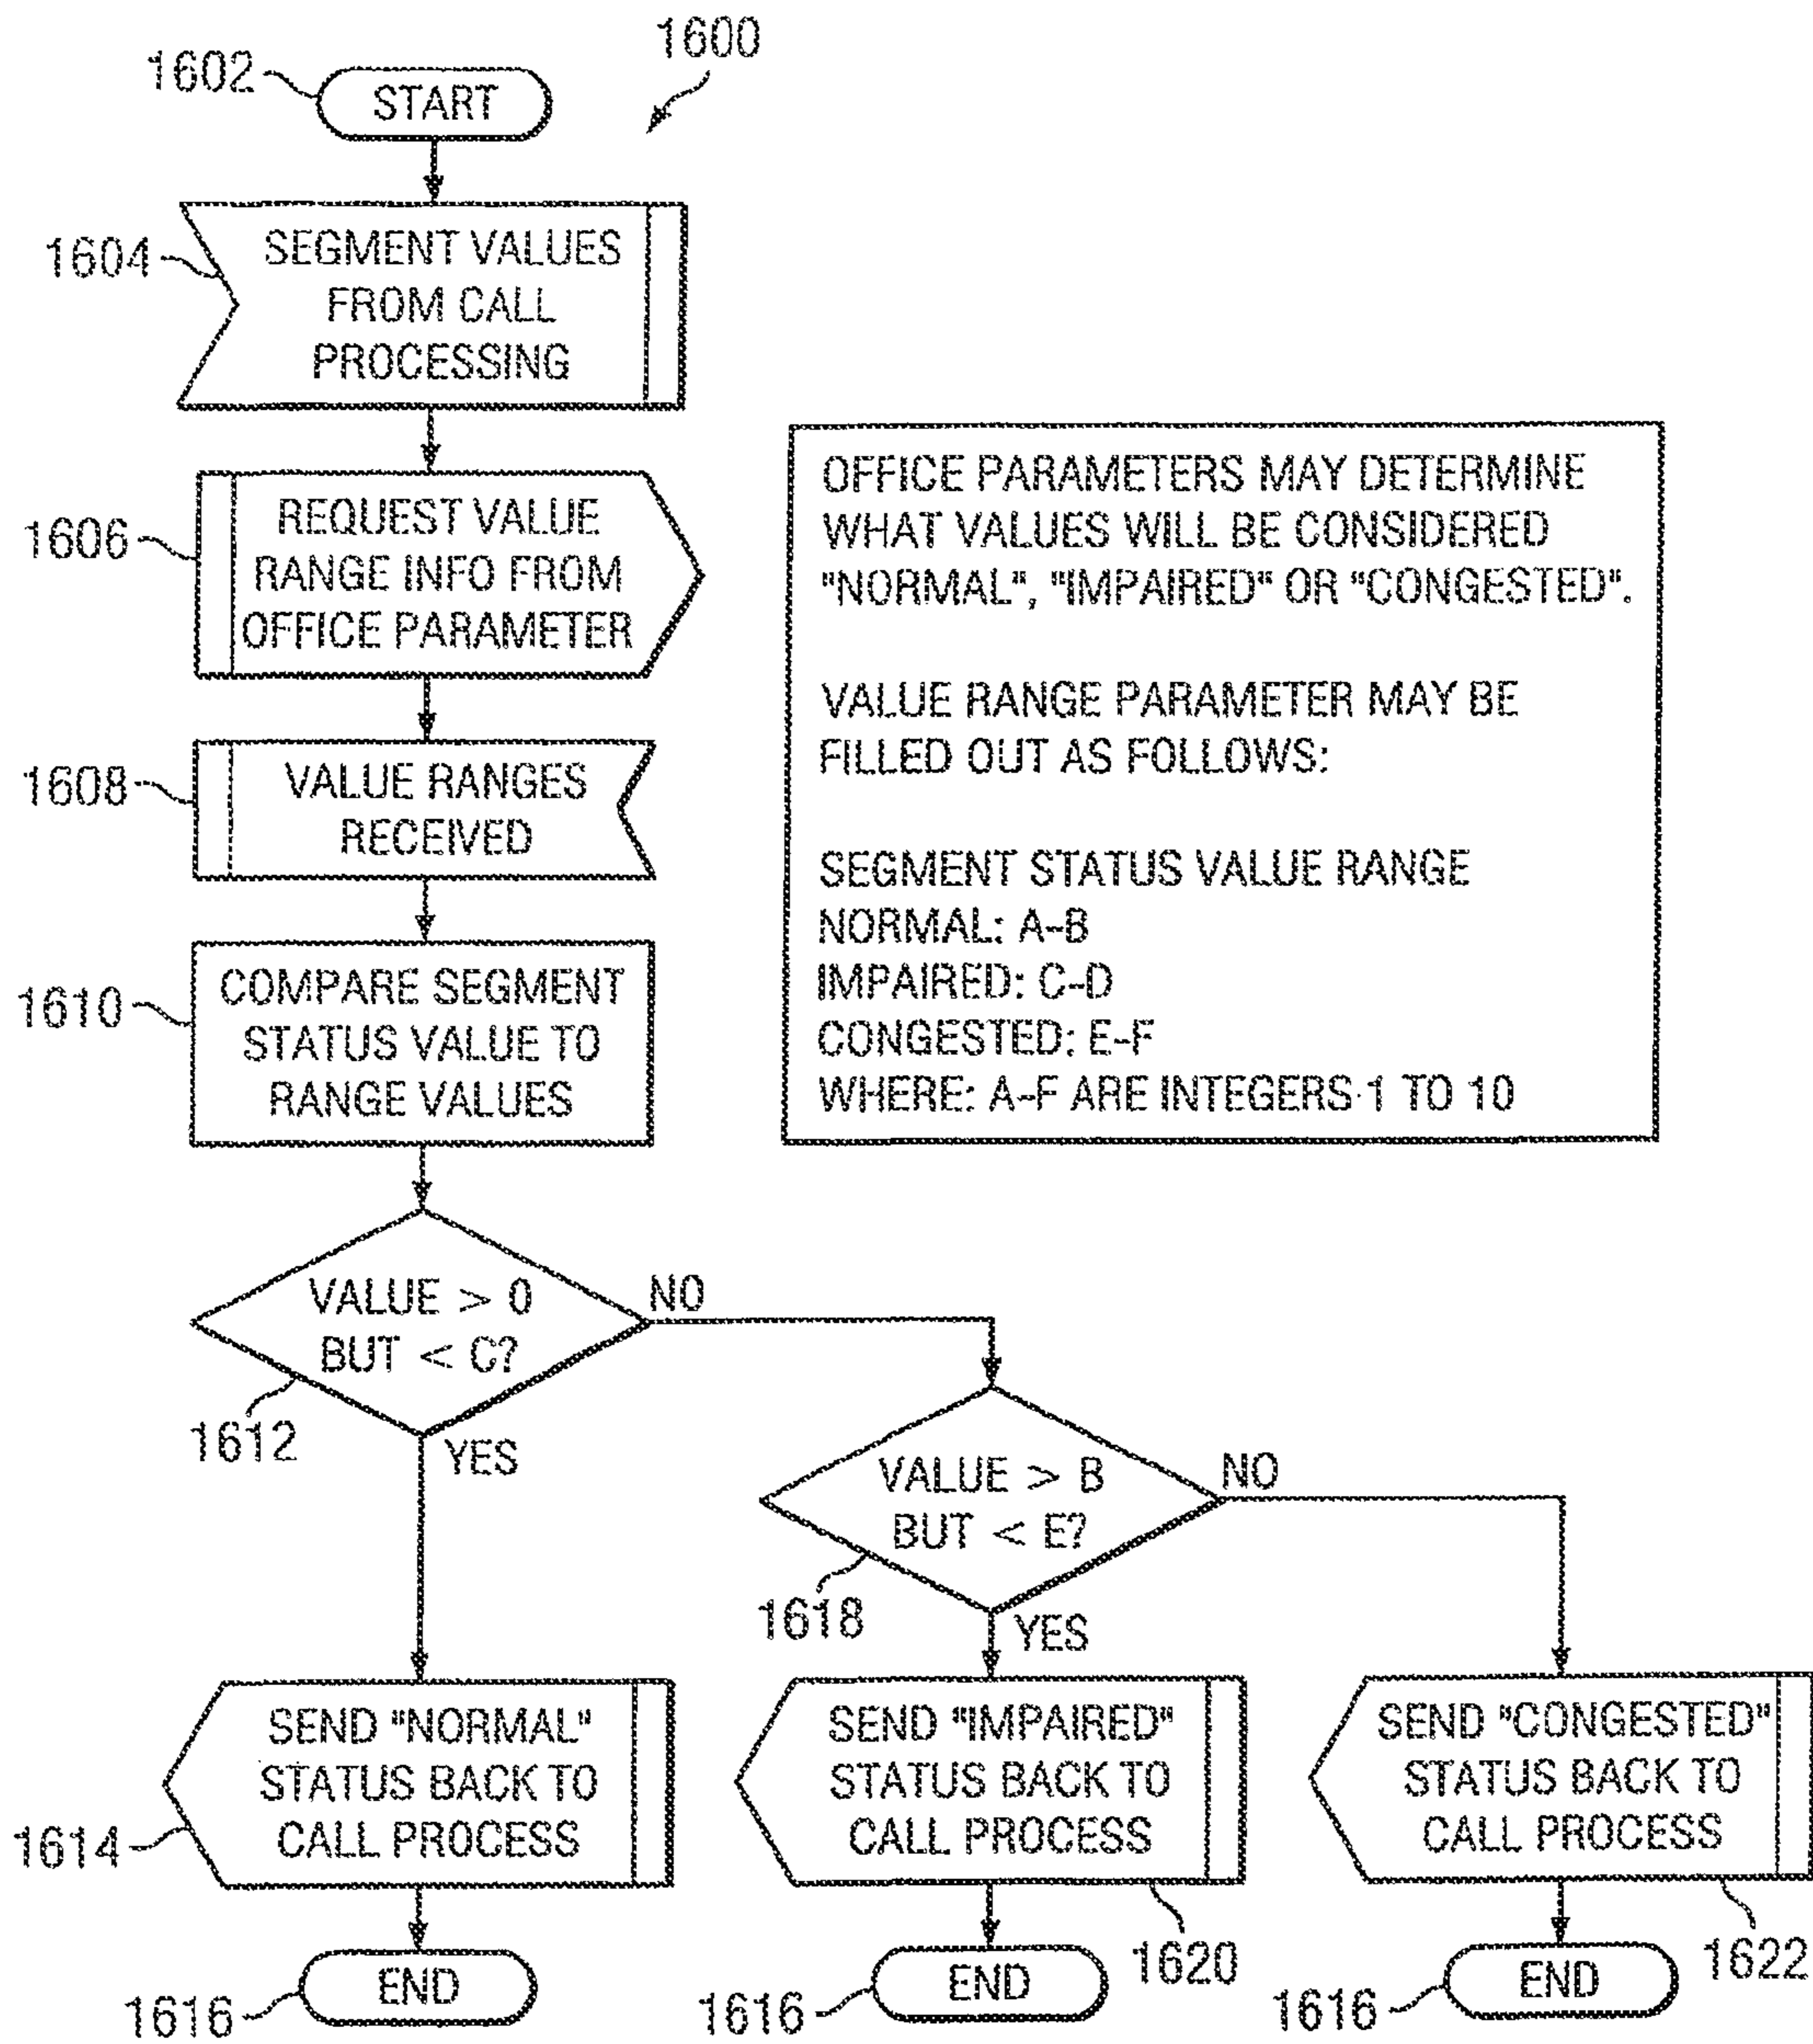 1600
1602
START
1604
SEGMENT VALUES
FROM CALL
PROCESSING
1606
REQUEST VALUE
RANGE INFO FROM
OFFICE PARAMETER
1608
VALUE RANGES
RECEIVED
1610
COMPARE SEGMENT
STATUS VALUE TO
RANGE VALUES
OFFICE PARAMETERS MAY DETERMINE
WHAT VALUES WILL BE CONSIDERED
"NORMAL", "IMPAIRED" OR "CONGESTED".
VALUE RANGE PARAMETER MAY BE
FILLED OUT AS FOLLOWS:
SEGMENT STATUS VALUE RANGE
NORMAL: A-B
IMPAIRED: C-D
CONGESTED: E-F
WHERE: A-F ARE INTEGERS 1 TO 10
VALUE > 0
BUT < C?
NO
1612
YES
VALUE > B
BUT < E?
NO
1618
YES
SEND "NORMAL"
STATUS BACK TO
CALL PROCESS
1614
SEND "IMPAIRED"
STATUS BACK TO
CALL PROCESS
1620
SEND "CONGESTED"
STATUS BACK TO
CALL PROCESS
1622
END
1616
END
1616
END
1616